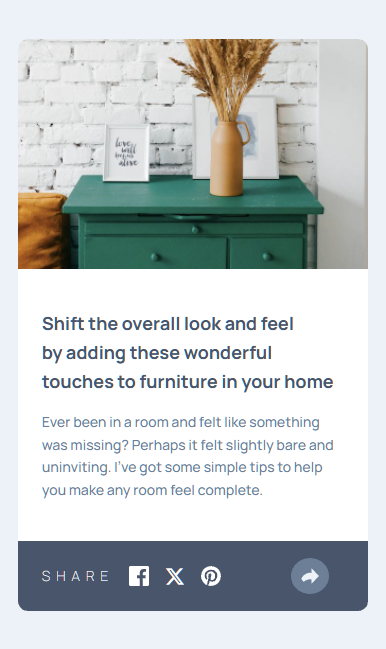 love
will
keep us
alive
Shift the overall look and feel
by adding these wonderful
touches to furniture in your home
Ever been in a room and felt like something
was missing? Perhaps it felt slightly bare and
uninviting. I've got some simple tips to help
you make any room feel complete.
SHARE